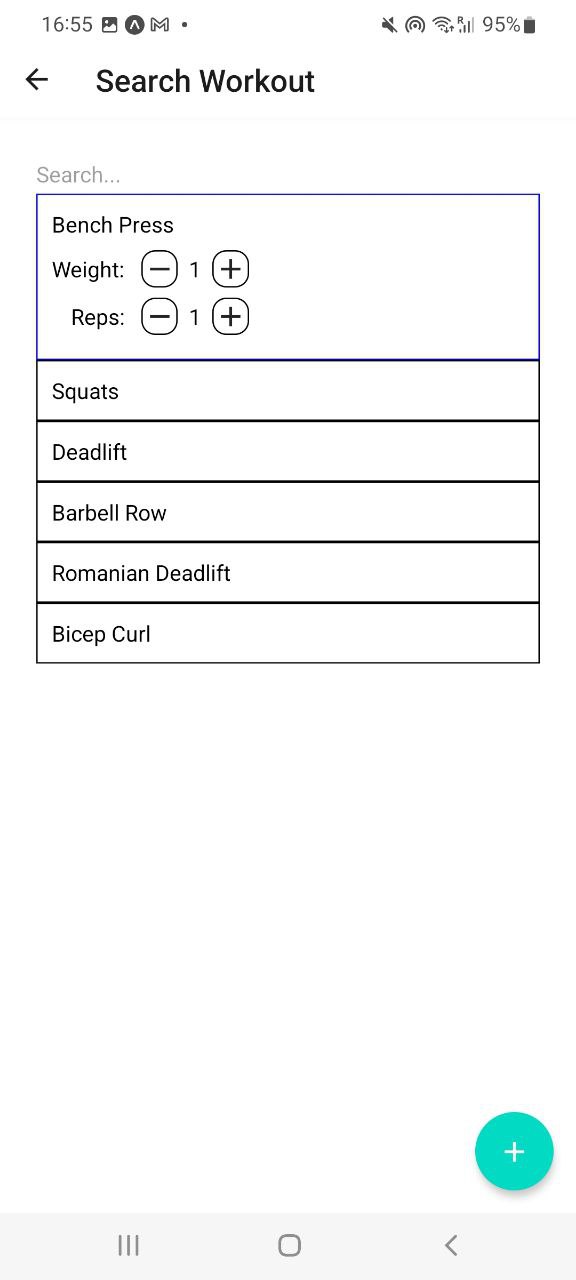 16:55 95%
Search Workout
Search...
Bench Press
Weight: 1
Reps: 1
Squats
Deadlift
Barbell Row
Romanian Deadlift
Bicep Curl